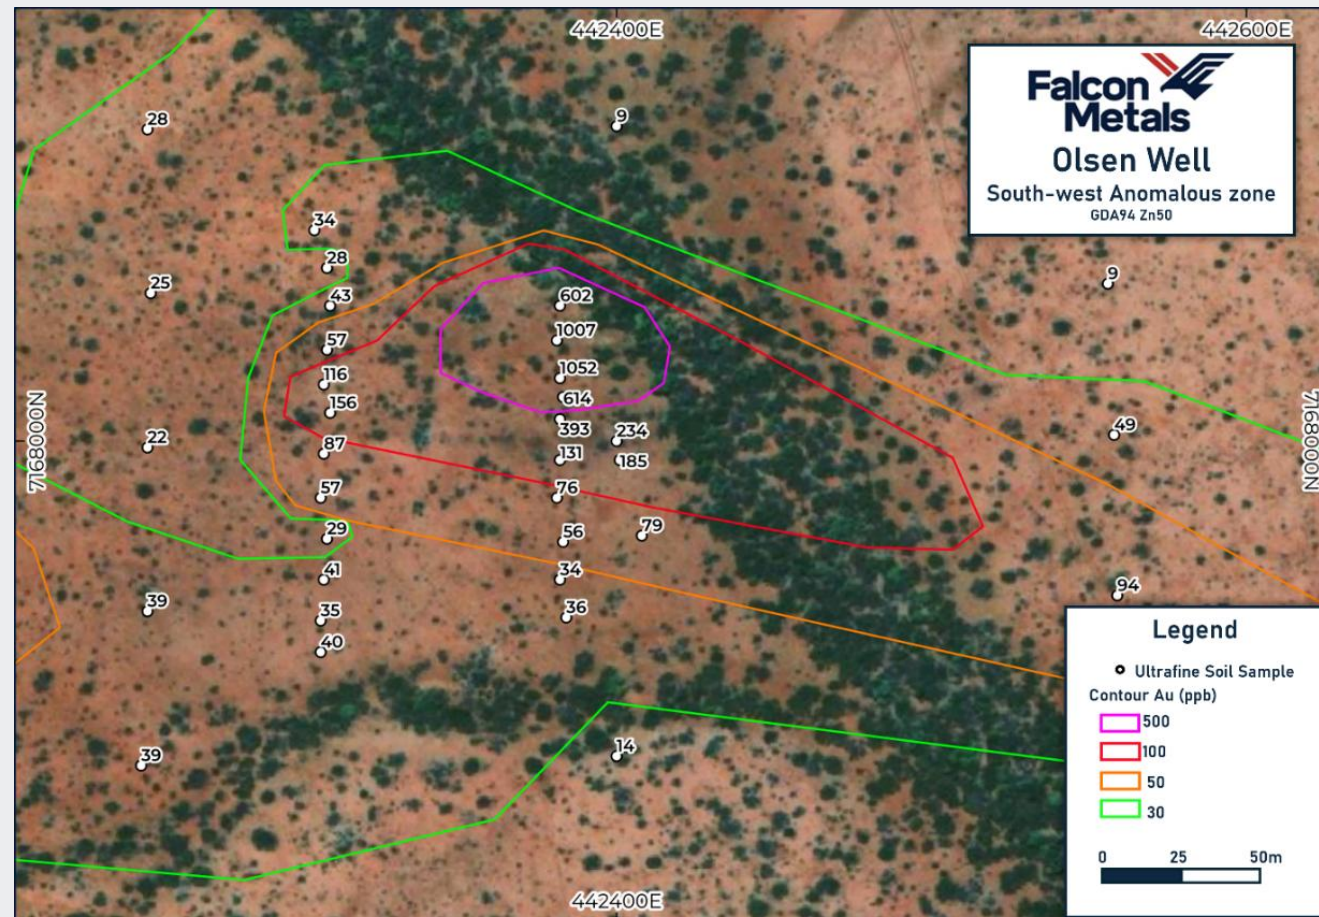 442400E
442600E
Falcon
Metals
Olsen Well
South-west Anomalous zone
GDA94 Zn50
28
9
34
28
9
25
43
602
57
1007
116
1052
156
614
7168000N
7168000N
22
87
393
234
49
131
185
57
76
29
56
79
41
34
94
39
35
36
40
39
14
Legend
Ultrafine Soil Sample
Contour Au (ppb)
500
100
50
30
0 25 50m
442400E